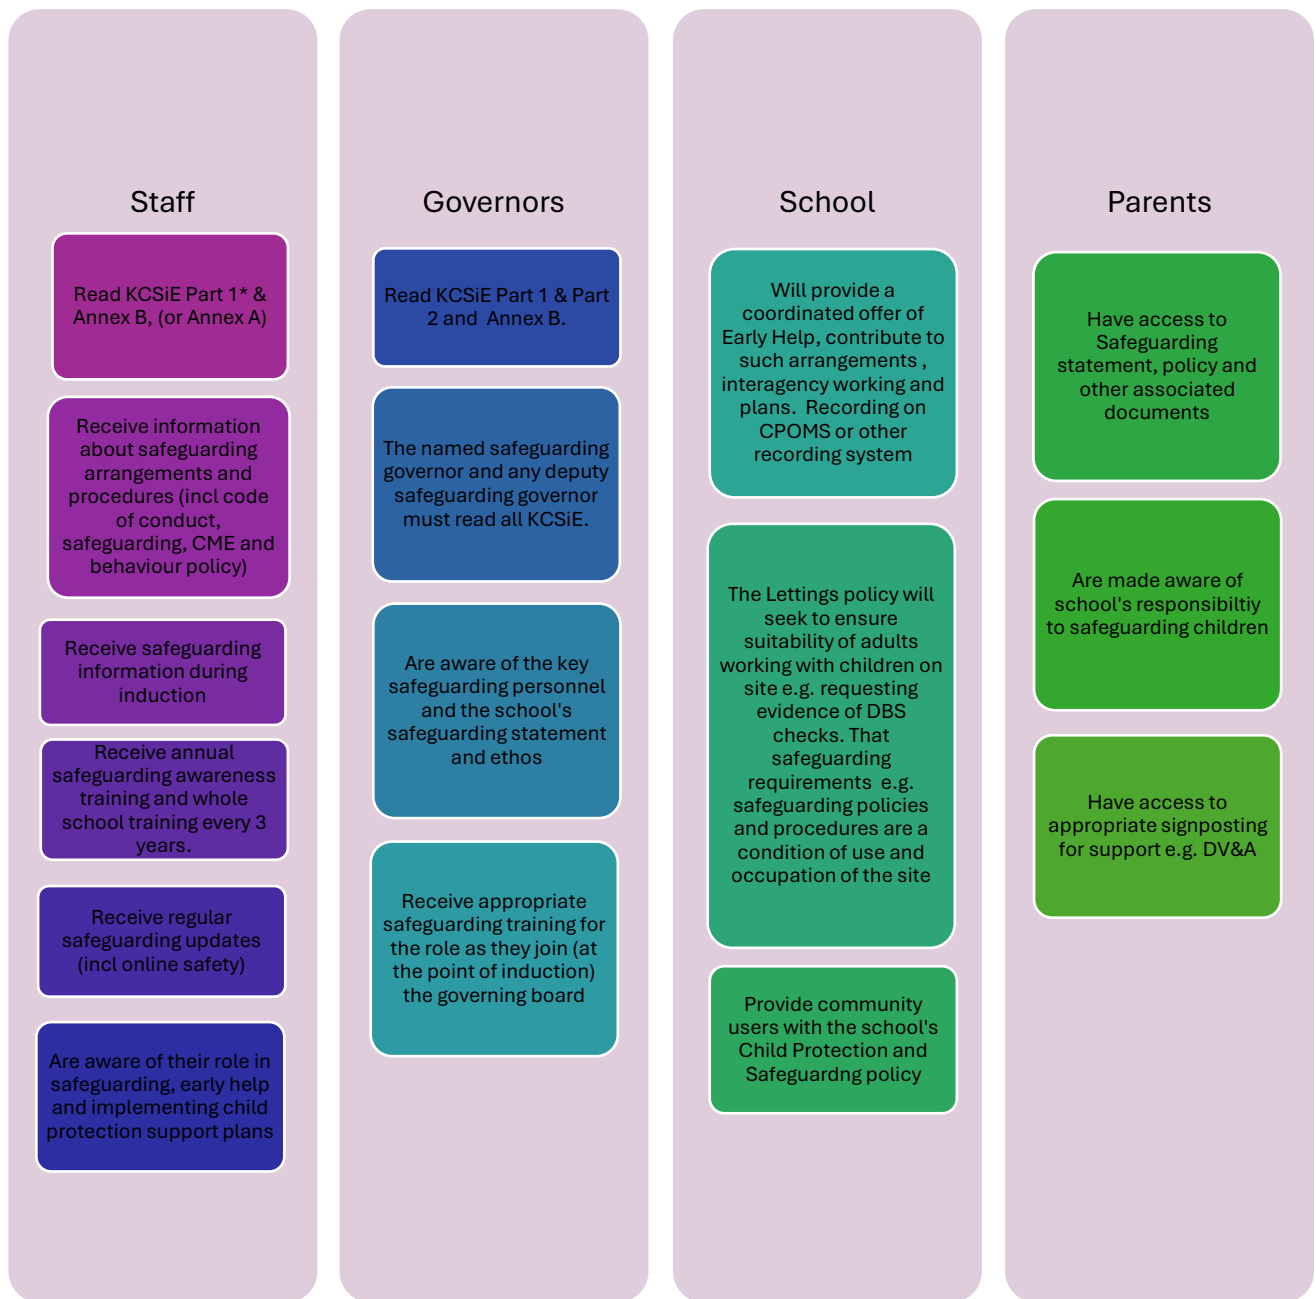 Staff
Read KCSiE Part 1* &
Annex B, (or Annex A)
Receive information
about safeguarding
arrangements and
procedures (incl code
of conduct,
safeguarding, CME and
behaviour policy)
Receive safeguarding
information during
induction
Receive annual
safeguarding awareness
training and whole
school training every 3
years.
Receive regular
safeguarding updates
(incl online safety)
Are aware of their role in
safeguarding, early help
and implementing child
protection support plans
Governors
Read KCSiE Part 1 & Part
2 and  Annex B.
The named safeguarding
governor and any deputy
safeguarding governor
must read all KCSiE.
Are aware of the key
safeguarding personnel
and the school's
safeguarding statement
and ethos
Receive appropriate
safeguarding training for
the role as they join (at
the point of induction)
the governing board
School
Will provide a
coordinated offer of
Early Help, contribute to
such arrangements ,
interagency working and
plans.  Recording on
CPOMS or other
recording system
The Lettings policy will
seek to ensure
suitability of adults
working with children on
site e.g. requesting
evidence of DBS
checks. That
safeguarding
requirements  e.g.
safeguarding policies
and procedures are a
condition of use and
occupation of the site
Provide community
users with the school's
Child Protection and
Safeguardng policy
Parents
Have access to
Safeguarding
statement, policy and
other associated
documents
Are made aware of
school's responsibiltiy
to safeguarding children
Have access to
appropriate signposting
for support e.g. DV&A